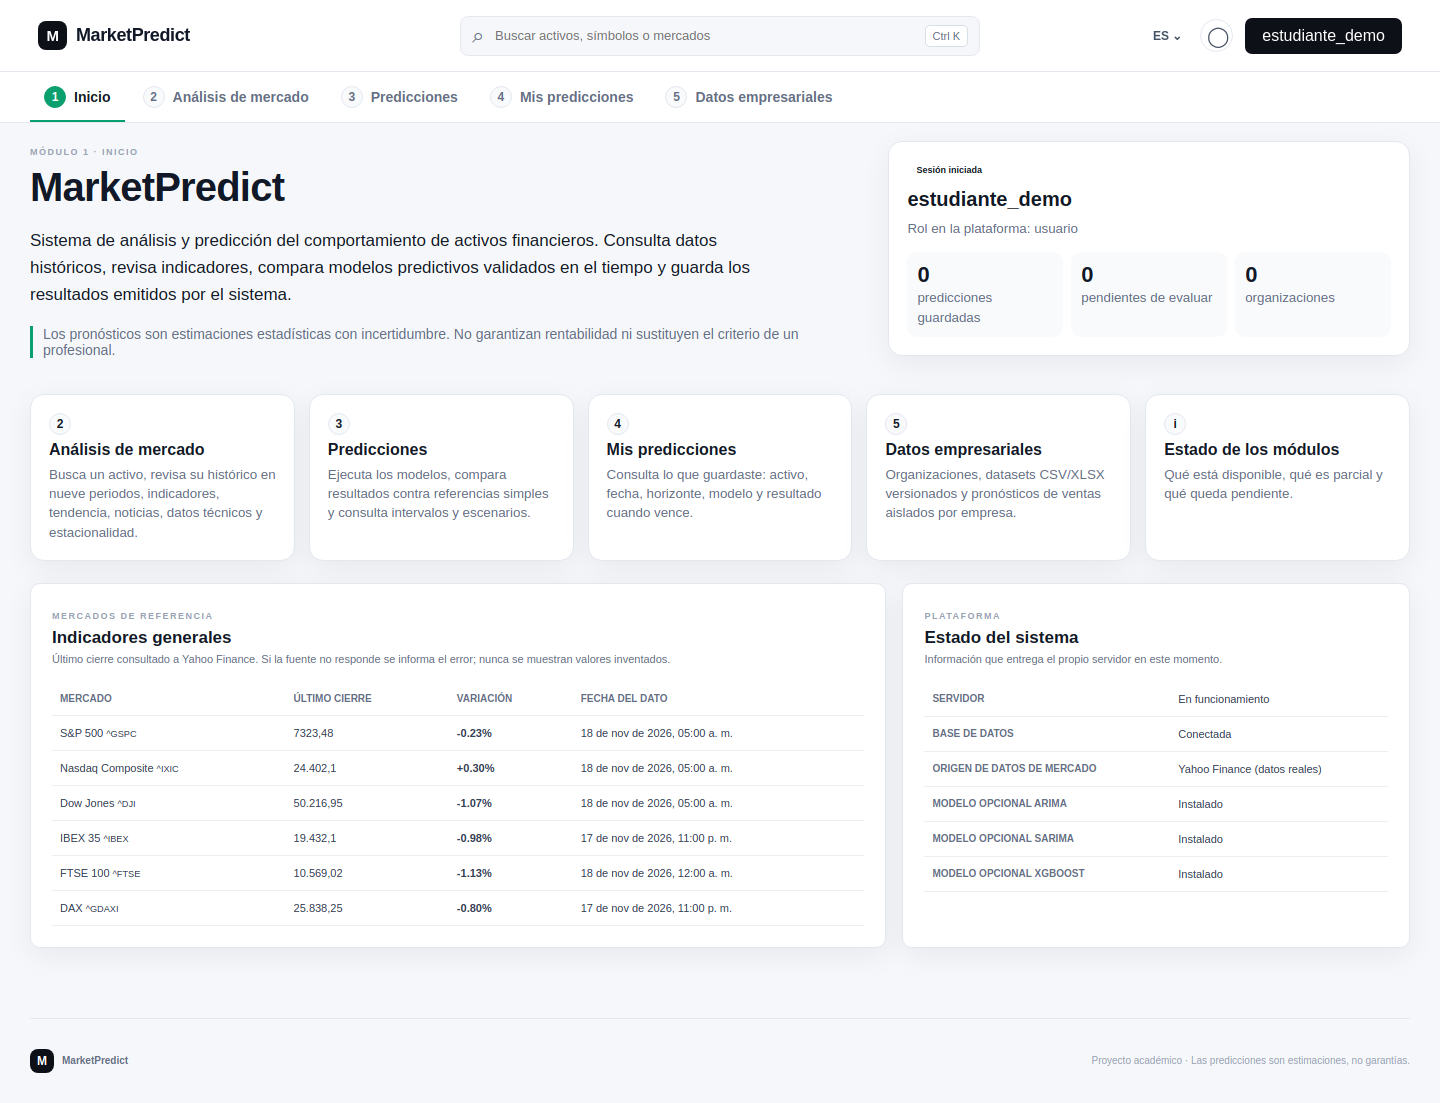 M MarketPredict
Buscar activos, símbolos o mercados
Ctrl K
ES
estudiante_demo
1 Inicio
2 Análisis de mercado
3 Predicciones
4 Mis predicciones
5 Datos empresariales
MÓDULO 1 · INICIO
MarketPredict
Sistema de análisis y predicción del comportamiento de activos financieros. Consulta datos
históricos, revisa indicadores, compara modelos predictivos validados en el tiempo y guarda los
resultados emitidos por el sistema.
Los pronósticos son estimaciones estadísticas con incertidumbre. No garantizan rentabilidad ni sustituyen el criterio de un
profesional.
Sesión iniciada
estudiante_demo
Rol en la plataforma: usuario
0
predicciones
guardadas
0
pendientes de evaluar
0
organizaciones
2
Análisis de mercado
Busca un activo, revisa su histórico en
nueve periodos, indicadores,
tendencia, noticias, datos técnicos y
estacionalidad.
3
Predicciones
Ejecuta los modelos, compara
resultados contra referencias simples
y consulta intervalos y escenarios.
4
Mis predicciones
Consulta lo que guardaste: activo,
fecha, horizonte, modelo y resultado
cuando vence.
5
Datos empresariales
Organizaciones, datasets CSV/XLSX
versionados y pronósticos de ventas
aislados por empresa.
i
Estado de los módulos
Qué está disponible, qué es parcial y
qué queda pendiente.
MERCADOS DE REFERENCIA
Indicadores generales
Último cierre consultado a Yahoo Finance. Si la fuente no responde se informa el error; nunca se muestran valores inventados.
MERCADO ÚLTIMO CIERRE VARIACIÓN FECHA DEL DATO
S&P 500 ^GSPC 7323,48 -0.23% 18 de nov de 2026, 05:00 a. m.
Nasdaq Composite ^IXIC 24.402,1 +0.30% 18 de nov de 2026, 05:00 a. m.
Dow Jones ^DJI 50.216,95 -1.07% 18 de nov de 2026, 05:00 a. m.
IBEX 35 ^IBEX 19.432,1 -0.98% 17 de nov de 2026, 11:00 p. m.
FTSE 100 ^FTSE 10.569,02 -1.13% 18 de nov de 2026, 12:00 a. m.
DAX ^GDAXI 25.838,25 -0.80% 17 de nov de 2026, 11:00 p. m.
PLATAFORMA
Estado del sistema
Información que entrega el propio servidor en este momento.
SERVIDOR En funcionamiento
BASE DE DATOS Conectada
ORIGEN DE DATOS DE MERCADO Yahoo Finance (datos reales)
MODELO OPCIONAL ARIMA Instalado
MODELO OPCIONAL SARIMA Instalado
MODELO OPCIONAL XGBOOST Instalado
M MarketPredict
Proyecto académico · Las predicciones son estimaciones, no garantías.